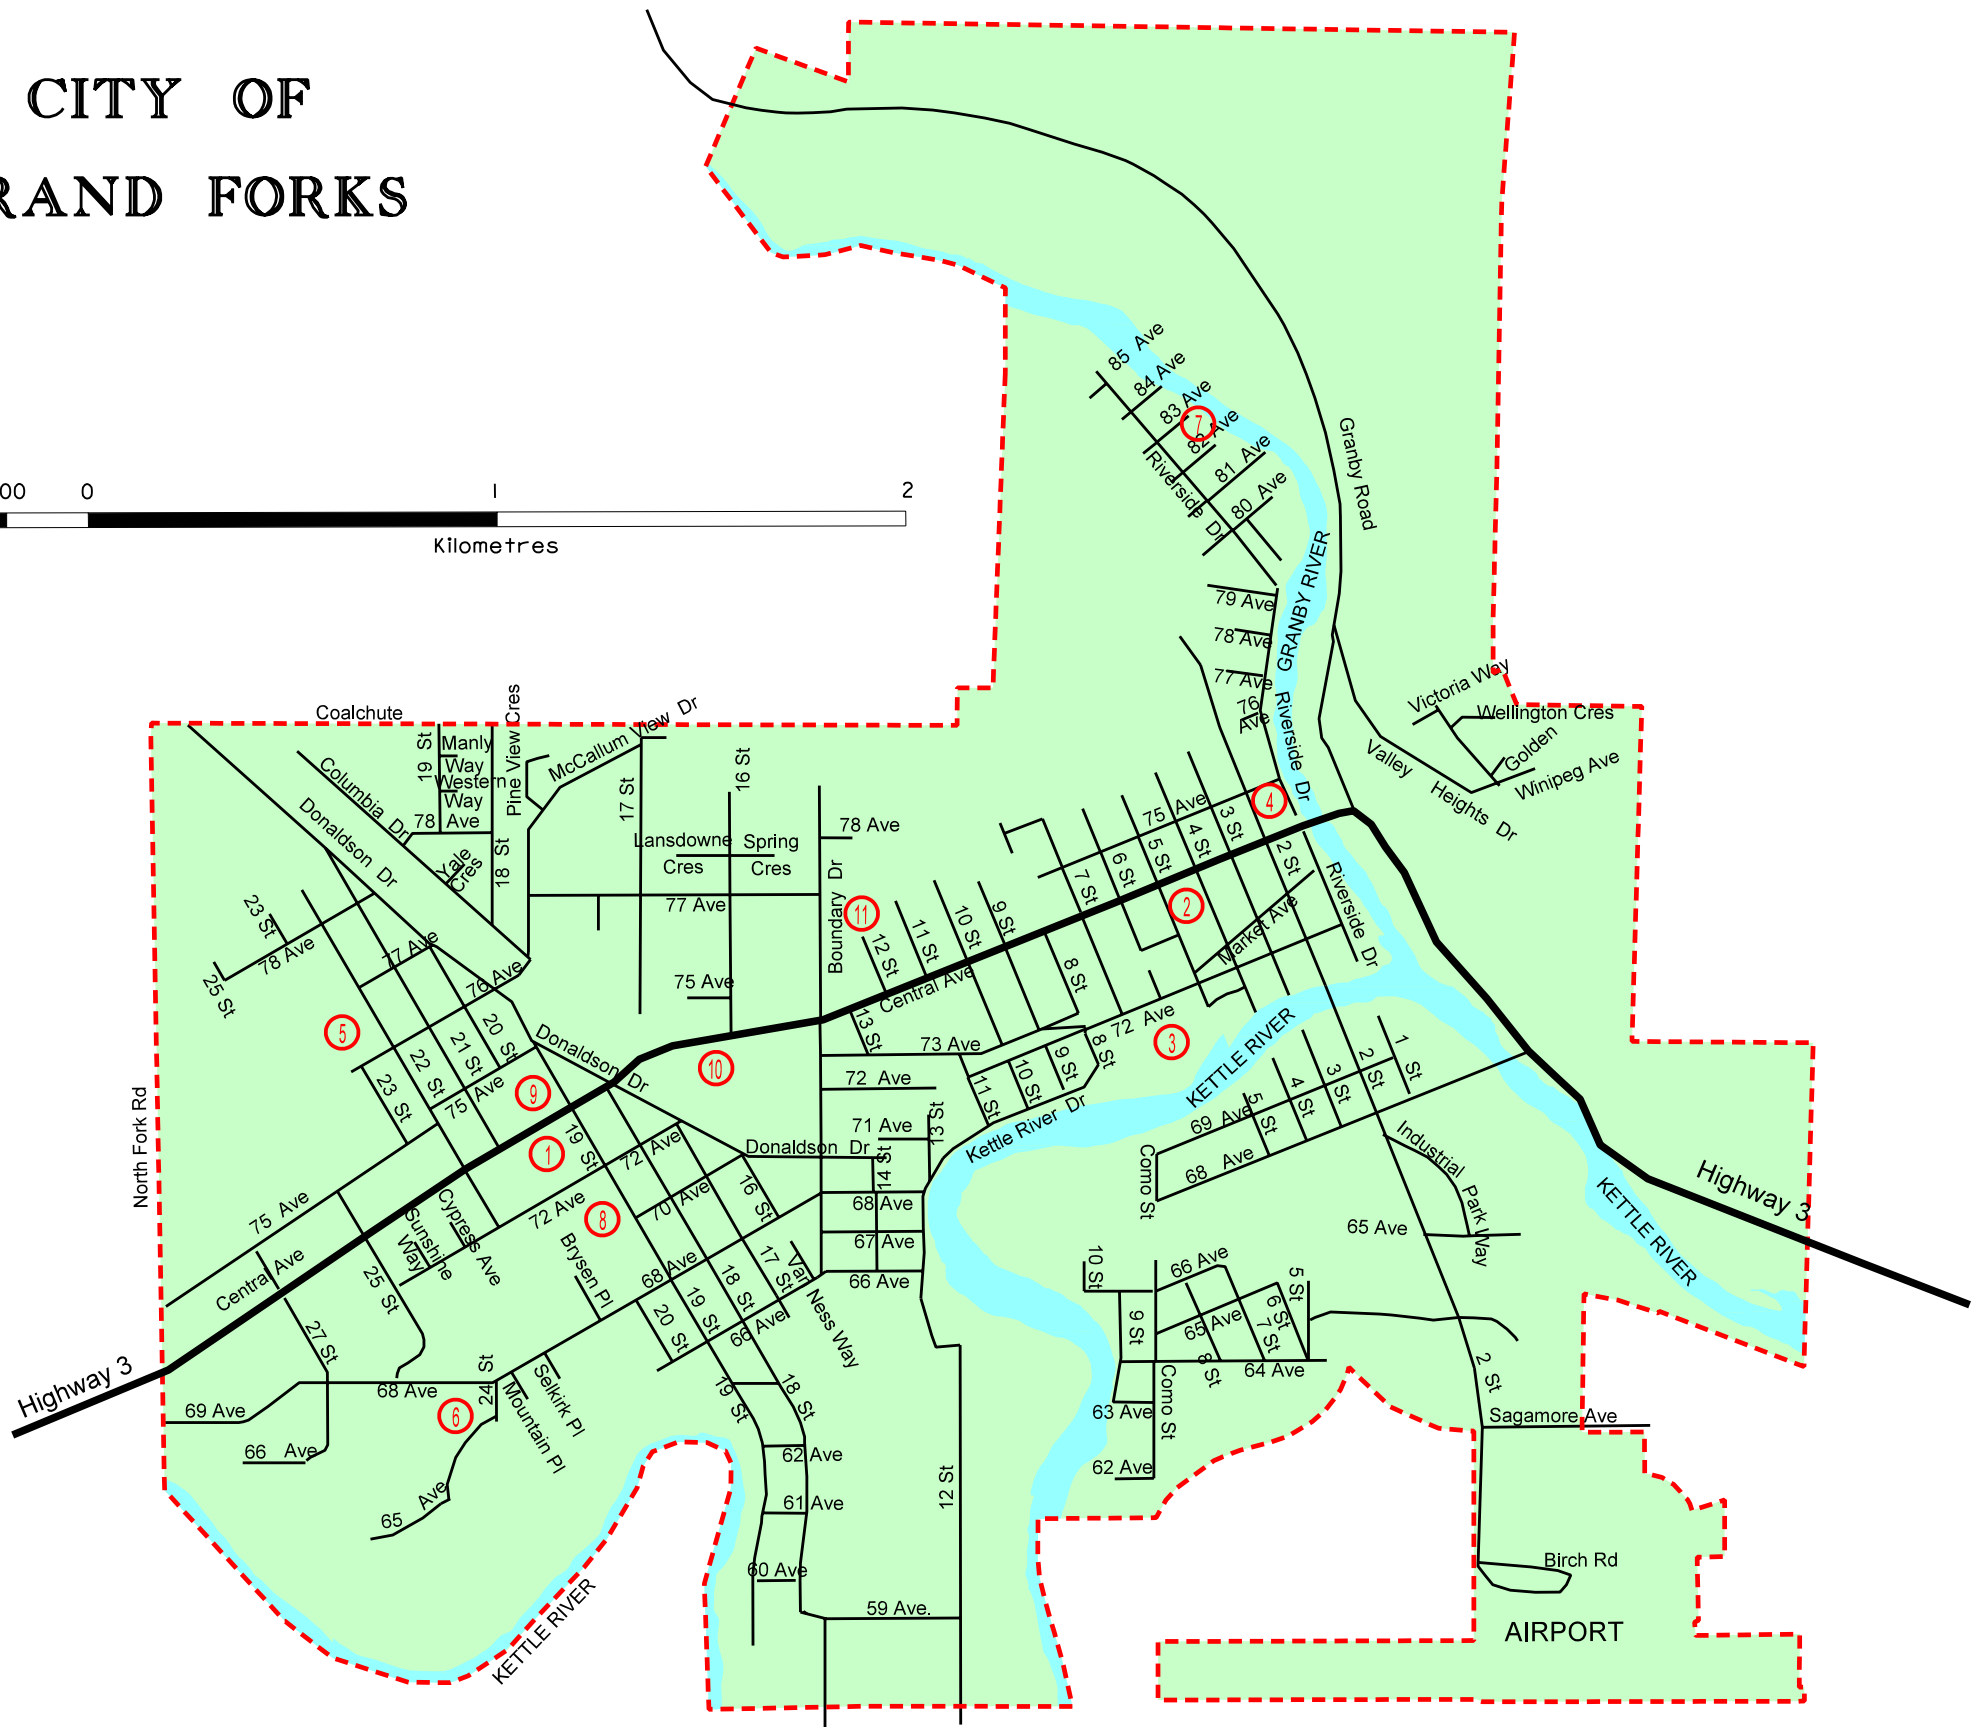 CITY OF
RAND FORKS
00 0 1 2
Kilometres
85 Ave
84 Ave
83 Ave
7
82 Ave
81 Ave
80 Ave
Riverside Dr
Granby Road
GRANBY RIVER
79 Ave
78 Ave
77 Ave
76
Ave
Riverside Dr
Victoria Way
Wellington Cres
Golden
Winipeg Ave
Valley
Heights Dr
Coalchute
19 St
Manly
Way
Western
Way
78 Ave
Pine View Cres
McCallum View Dr
17 St
16 St
Columbia Dr
Donaldson Dr
Yale
Cres
18 St
Lansdowne
Cres
Spring
Cres
78 Ave
77 Ave
Boundary Dr
75 Ave
11
12 St
11 St
10 St
9 St
Central Ave
8 St
7 St
6 St
5 St
4 St
3 St
75 Ave
4
2 St
2
Market Ave
Riverside Dr
23 St
78 Ave
25 St
77 Ave
76 Ave
5
20 St
21 St
22 St
23 St
75 Ave
9
Donaldson Dr
10
13 St
73 Ave
72 Ave
72 Ave
3
8 St
9 St
10 St
11 St
Kettle River Dr
KETTLE RIVER
1 St
2 St
3 St
4 St
5 St
69 Ave
68 Ave
Como St
Industrial Park Way
65 Ave
KETTLE RIVER
Highway 3
North Fork Rd
1
19 St
72 Ave
72 Ave
8
70 Ave
16 St
Donaldson Dr
71 Ave
13 St
14 St
68 Ave
67 Ave
66 Ave
75 Ave
Central Ave
Sunshine
Way
Cypress Ave
Brysen Pl
68 Ave
17 St
18 St
19 St
20 St
66 Ave
Van Ness Way
25 St
27 St
Highway 3
69 Ave
66 Ave
68 Ave
24 St
6
Selkirk Pl
Mountain Pl
65 Ave
KETTLE RIVER
19 St
18 St
62 Ave
61 Ave
60 Ave
59 Ave.
12 St
10 St
9 St
66 Ave
65 Ave
8 St
7 St
6 St
5 St
64 Ave
63 Ave
62 Ave
Como St
2 St
Sagamore Ave
Birch Rd
AIRPORT